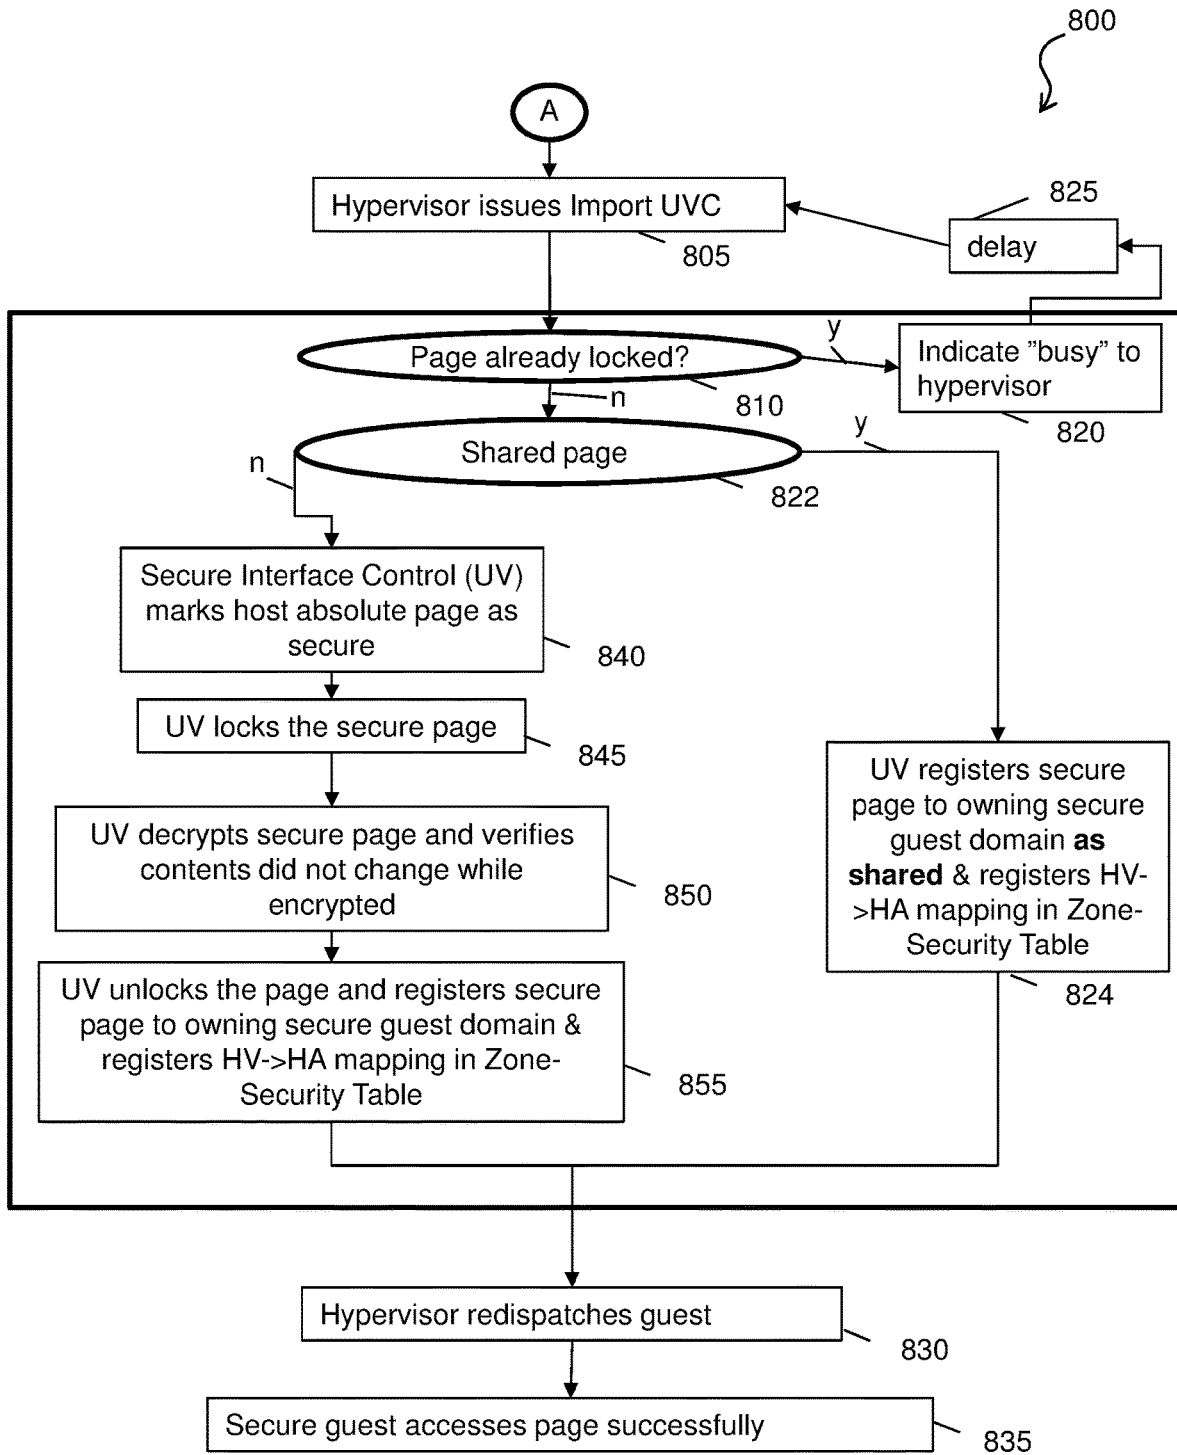 800
A
Hypervisor issues Import UVC
805
825
delay
Page already locked?
810
y
n
Indicate ”busy” to
hypervisor
820
Shared page
822
y
n
Secure Interface Control (UV)
marks host absolute page as
secure
840
UV locks the secure page
845
UV decrypts secure page and verifies
contents did not change while
encrypted
850
UV unlocks the page and registers secure
page to owning secure guest domain &
registers HV->HA mapping in Zone-
Security Table
855
UV registers secure
page to owning secure
guest domain as
shared & registers HV-
>HA mapping in Zone-
Security Table
824
Hypervisor redispatches guest
830
Secure guest accesses page successfully
835